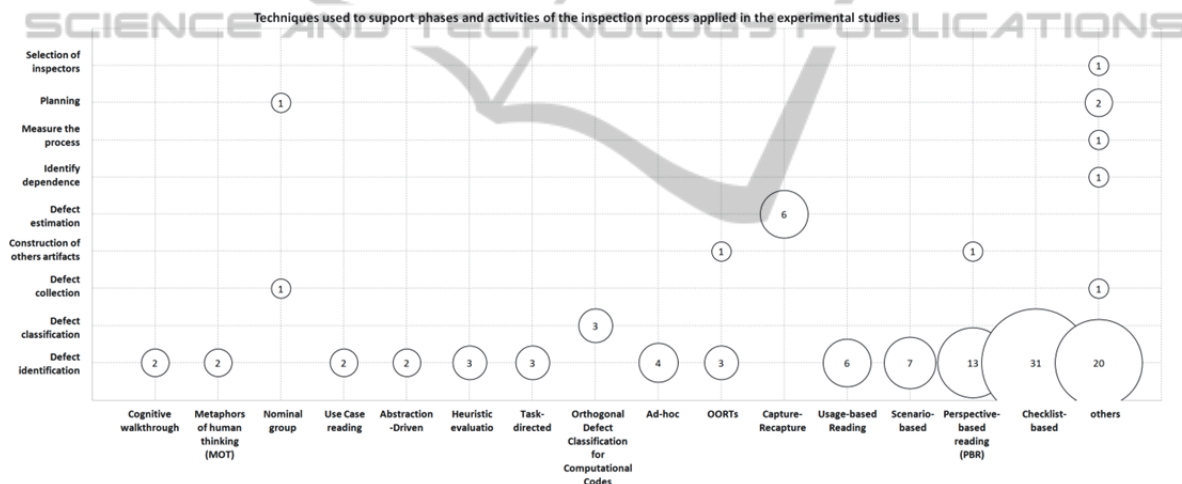 Techniques used to support phases and activities of the inspection process applied in the experimental studies
SCIENCE AND TECHNOLOGY PUBLICATIONS
Selection of
inspectors
1
Planning
1
2
Measure the
process
1
Identify
dependence
1
Defect
estimation
6
Construction of
others artifacts
1
1
Defect
collection
1
1
Defect
classification
3
Defect
identification
2
2
2
2
3
3
4
3
6
7
13
31
20
Cognitive
walkthrough
Metaphors
of human
thinking
(MOT)
Nominal
group
Use Case
reading
Abstraction
-Driven
Heuristic
evaluatio
Task-
directed
Orthogonal
Defect
Classification
for
Computational
Codes
Ad-hoc
OORTs
Capture-
Recapture
Usage-based
Reading
Scenario-
based
Perspective-
based
reading
(PBR)
Checklist-
based
others